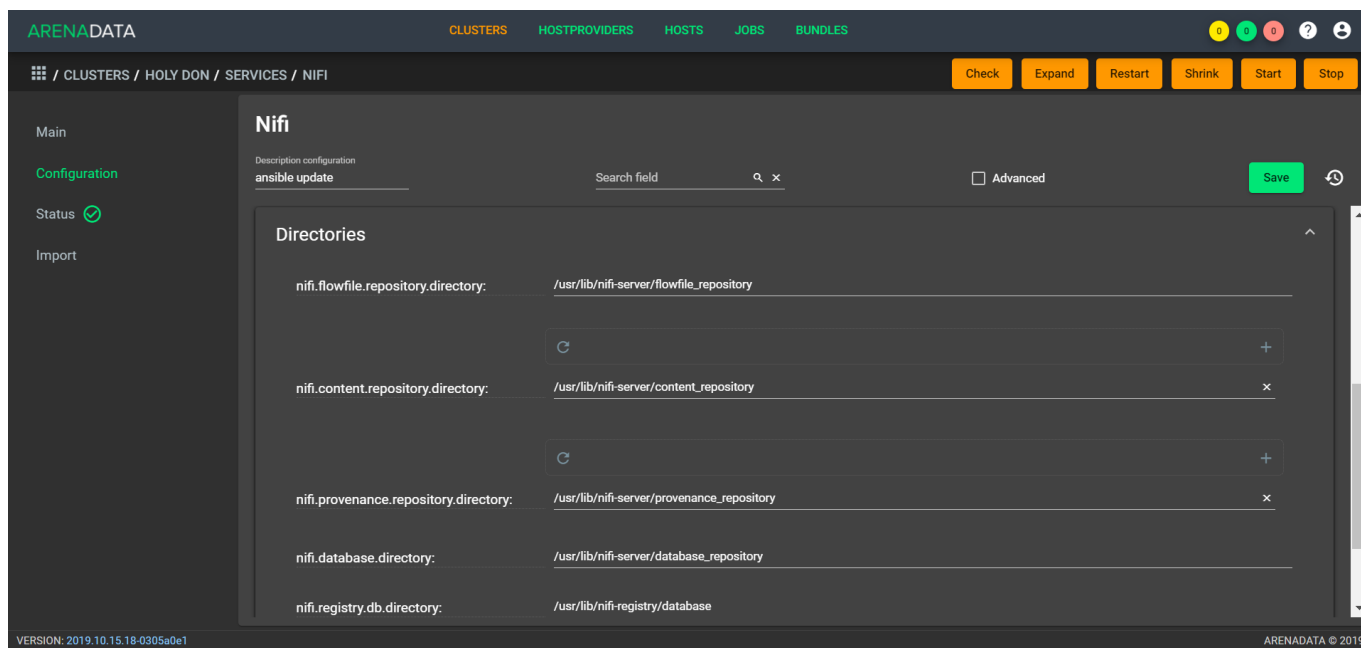 ARENADATA CLUSTERS HOSTPROVIDERS HOSTS JOBS BUNDLES 0 0 0 ?
/ CLUSTERS / HOLY DON / SERVICES / NIFI Check Expand Restart Shrink Start Stop
Main
Configuration
Status
Import
Nifi
Description configuration
ansible update Search field Advanced Save
Directories
nifi.flowfile.repository.directory: /usr/lib/nifi-server/flowfile_repository
nifi.content.repository.directory: /usr/lib/nifi-server/content_repository
nifi.provenance.repository.directory: /usr/lib/nifi-server/provenance_repository
nifi.database.directory: /usr/lib/nifi-server/database_repository
nifi.registry.db.directory: /usr/lib/nifi-registry/database
VERSION: 2019.10.15.18-0305a0e1 ARENADATA © 2019